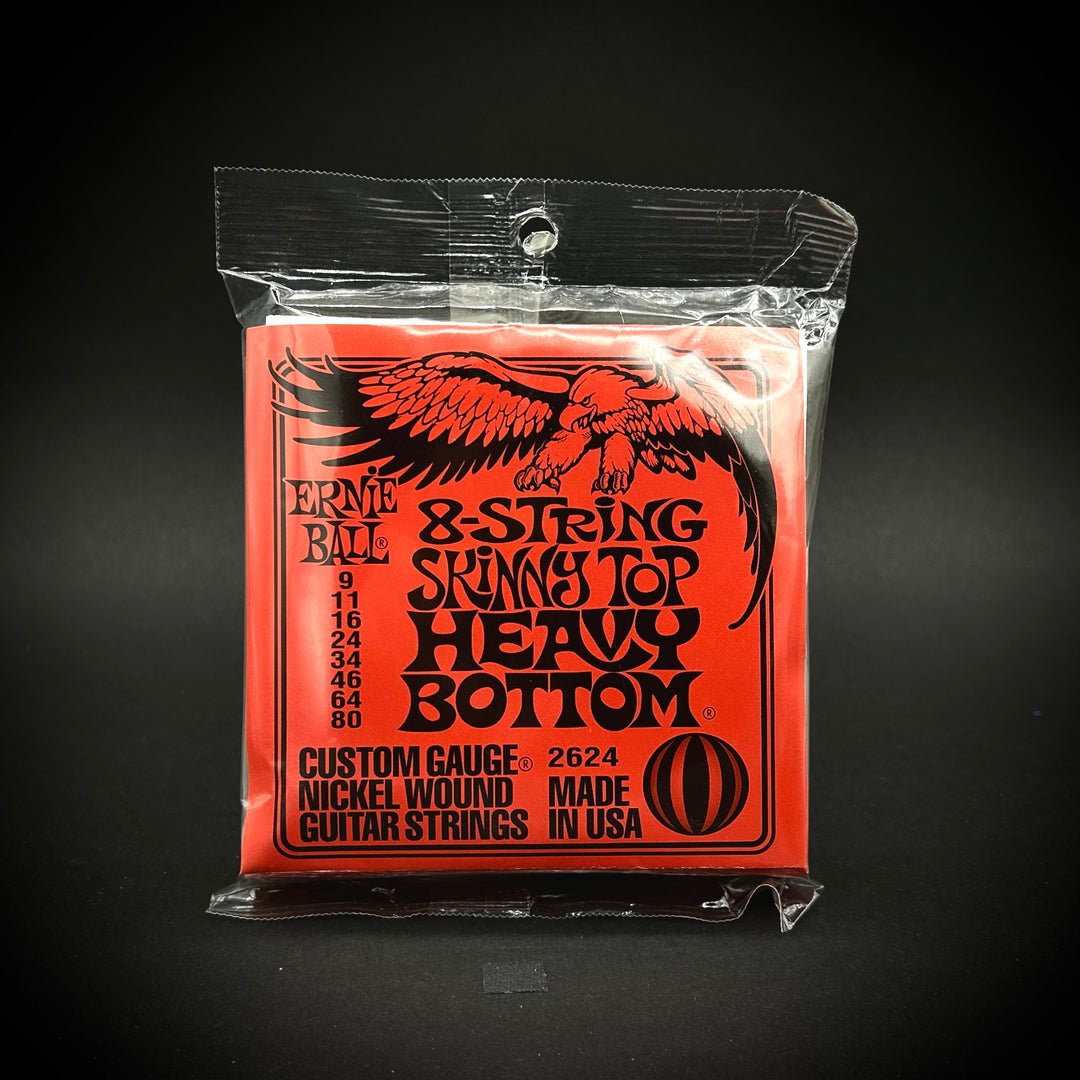 ERNIE
BALL®
9
11
16
24
34
46
64
80
8-STRING
SKINNY TOP
HEAVY
BOTTOM®
CUSTOM GAUGE®
NICKEL WOUND
GUITAR STRINGS
2624
MADE
IN USA